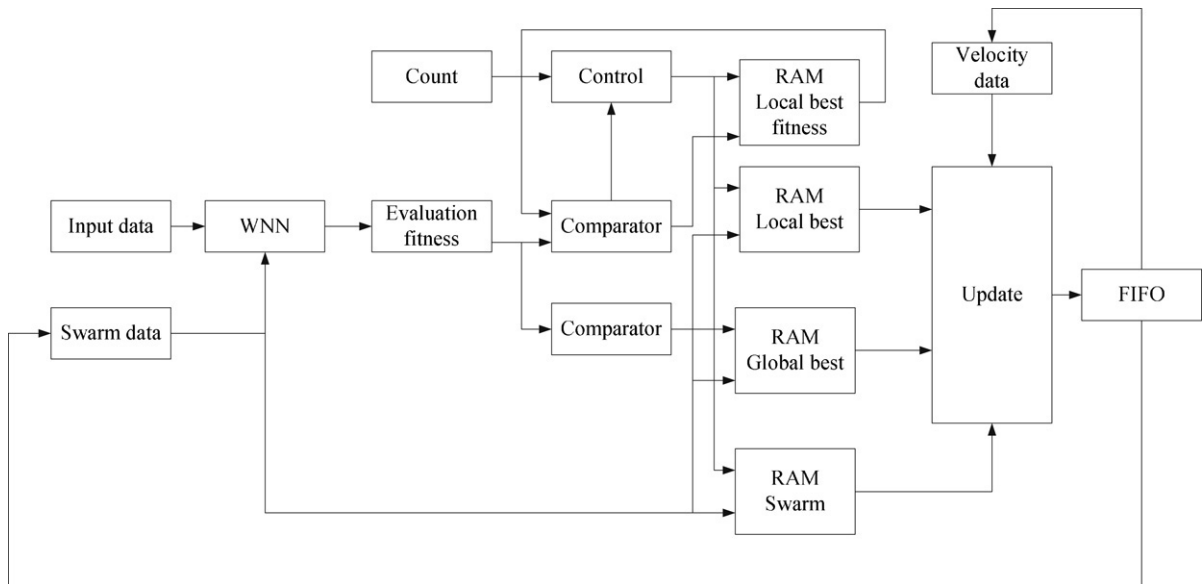 Count
Control
RAM
Local best
fitness
Velocity
data
Input data
WNN
Evaluation
fitness
Comparator
RAM
Local best
Update
FIFO
Swarm data
Comparator
RAM
Global best
RAM
Swarm